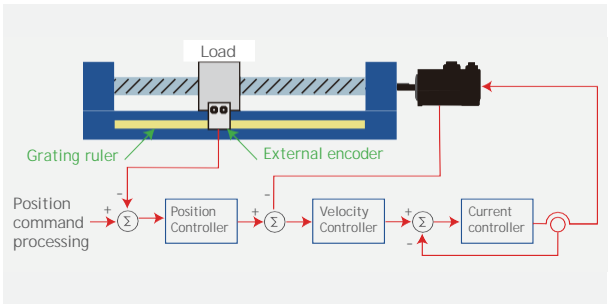 Load
Grating ruler
External encoder
Position
command
processing
+
−
Σ
Position
Controller
+
−
Σ
Velocity
Controller
+
−
Σ
Current
controller